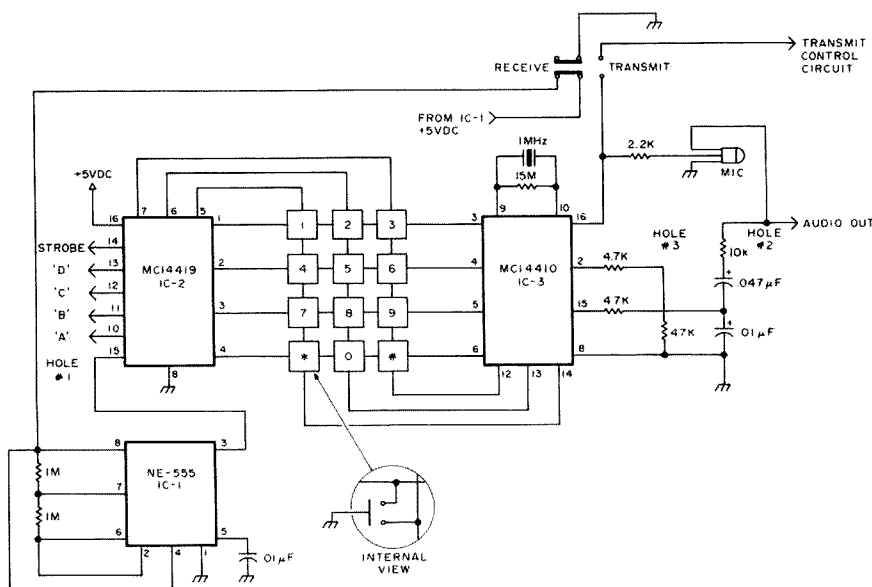 RECEIVE
TRANSMIT
TRANSMIT
CONTROL
CIRCUIT
FROM IC-1
+5VDC
1MHz
15M
2.2K
MIC
+5VDC
16
7
6
5
1
1
2
3
3
9
10
16
AUDIO OUT
HOLE
#3
HOLE
#2
10k
STROBE
14
'D'
13
MC14419
IC-2
2
4
5
6
4
MC14410
IC-3
2
4.7K
+
.047µF
'C'
12
'B'
11
3
7
8
9
5
15
47K
+
.01µF
'A'
10
47K
HOLE
#1
15
8
4
*
0
#
6
12
13
14
8
8
3
1M
7
NE-555
IC-1
1M
6
5
2
4
1
.01µF
INTERNAL
VIEW